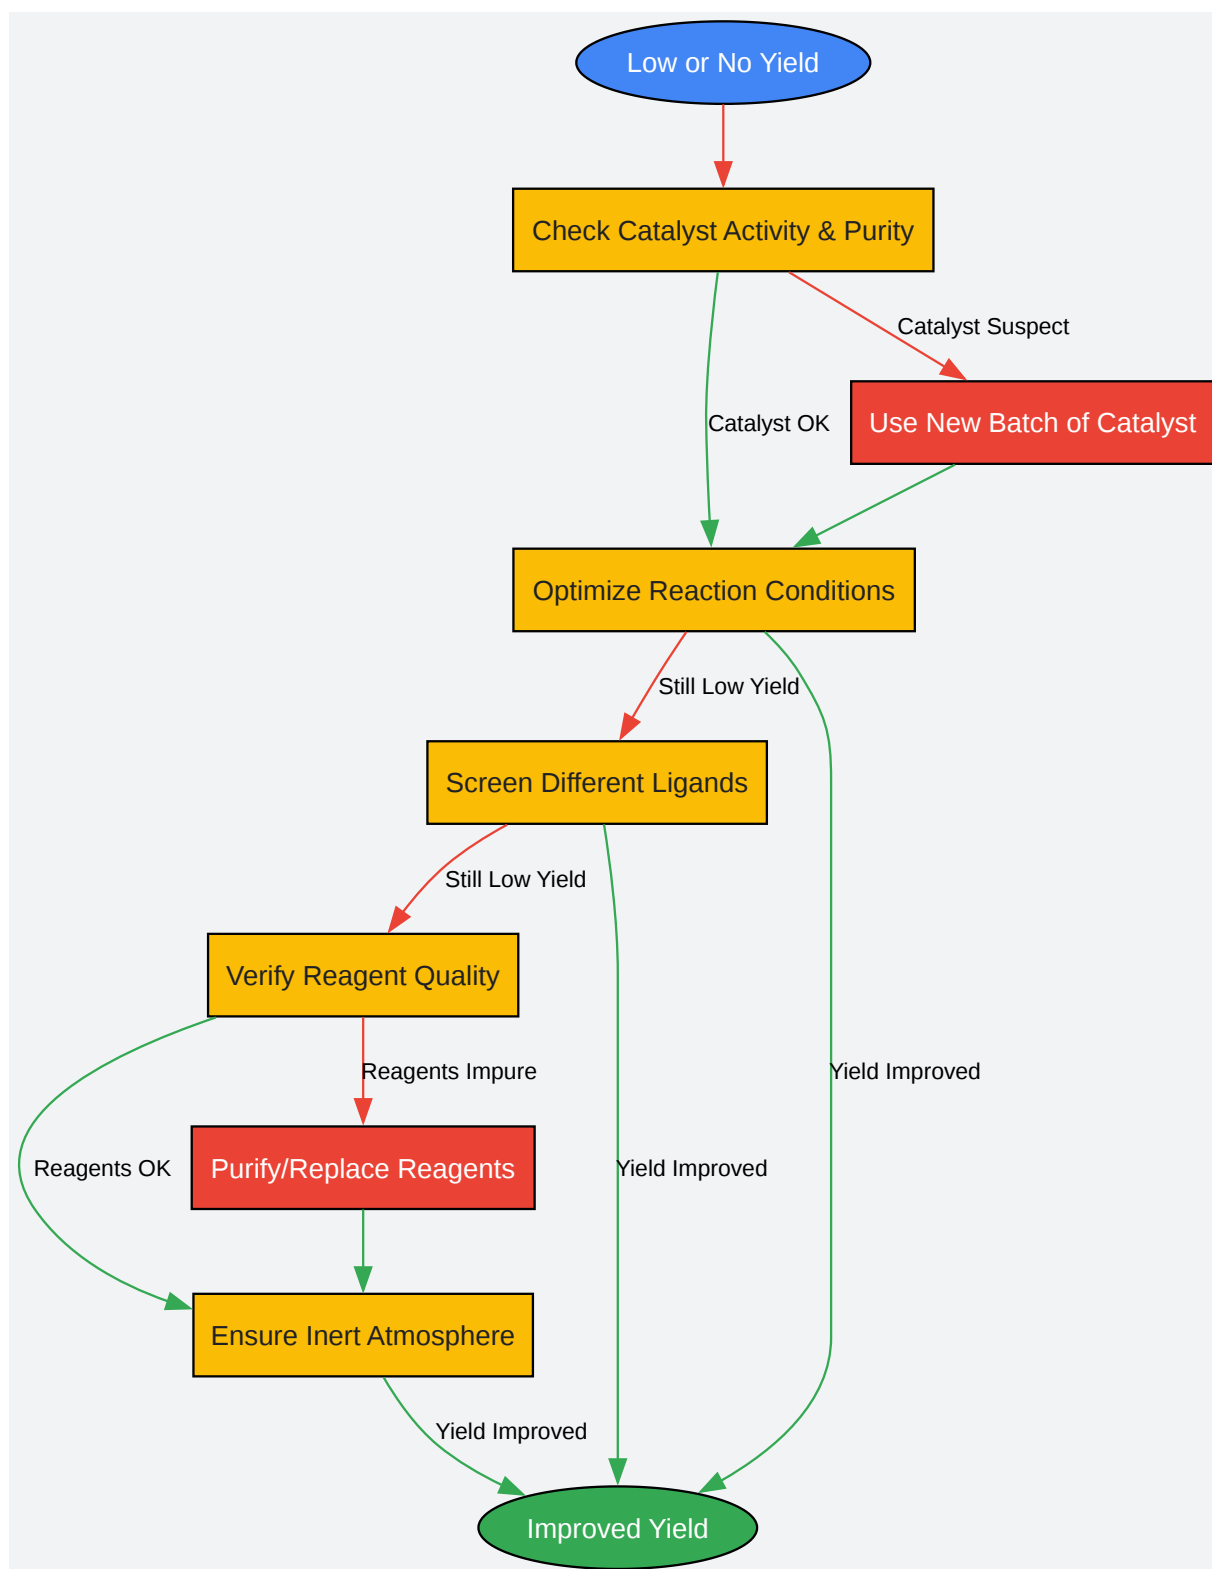 Low or No Yield
Check Catalyst Activity & Purity
Catalyst Suspect
Catalyst OK
Use New Batch of Catalyst
Optimize Reaction Conditions
Still Low Yield
Screen Different Ligands
Still Low Yield
Verify Reagent Quality
Reagents Impure
Yield Improved
Reagents OK
Purify/Replace Reagents
Yield Improved
Ensure Inert Atmosphere
Yield Improved
Improved Yield